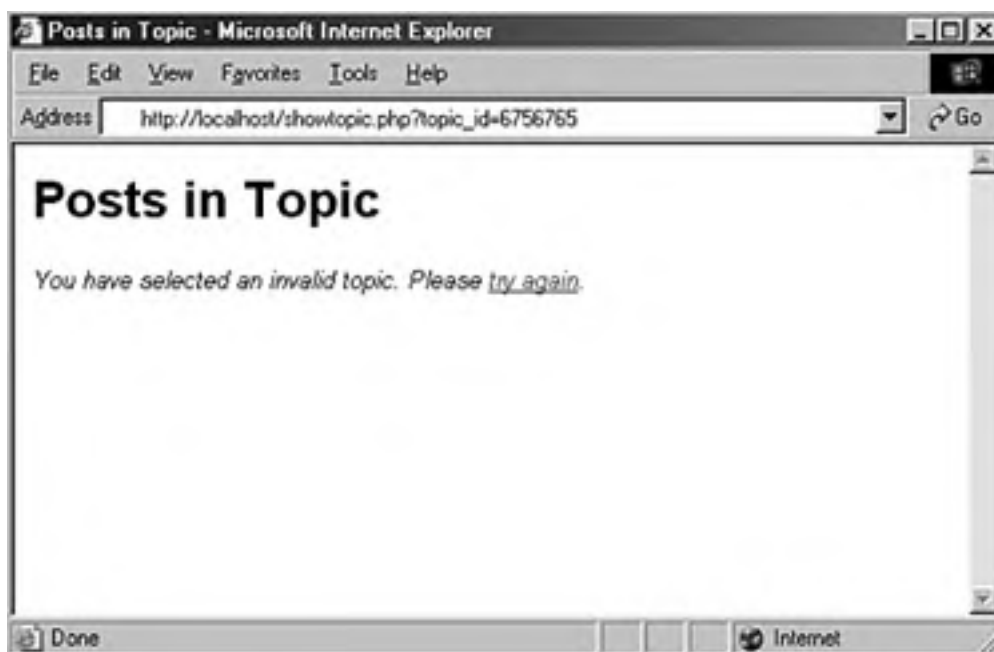 Posts in Topic - Microsoft Internet Explorer
File Edit View Favorites Tools Help
Address http://localhost/showtopic.php?topic_id=6756765 Go
Posts in Topic
You have selected an invalid topic. Please try again.
Done Internet